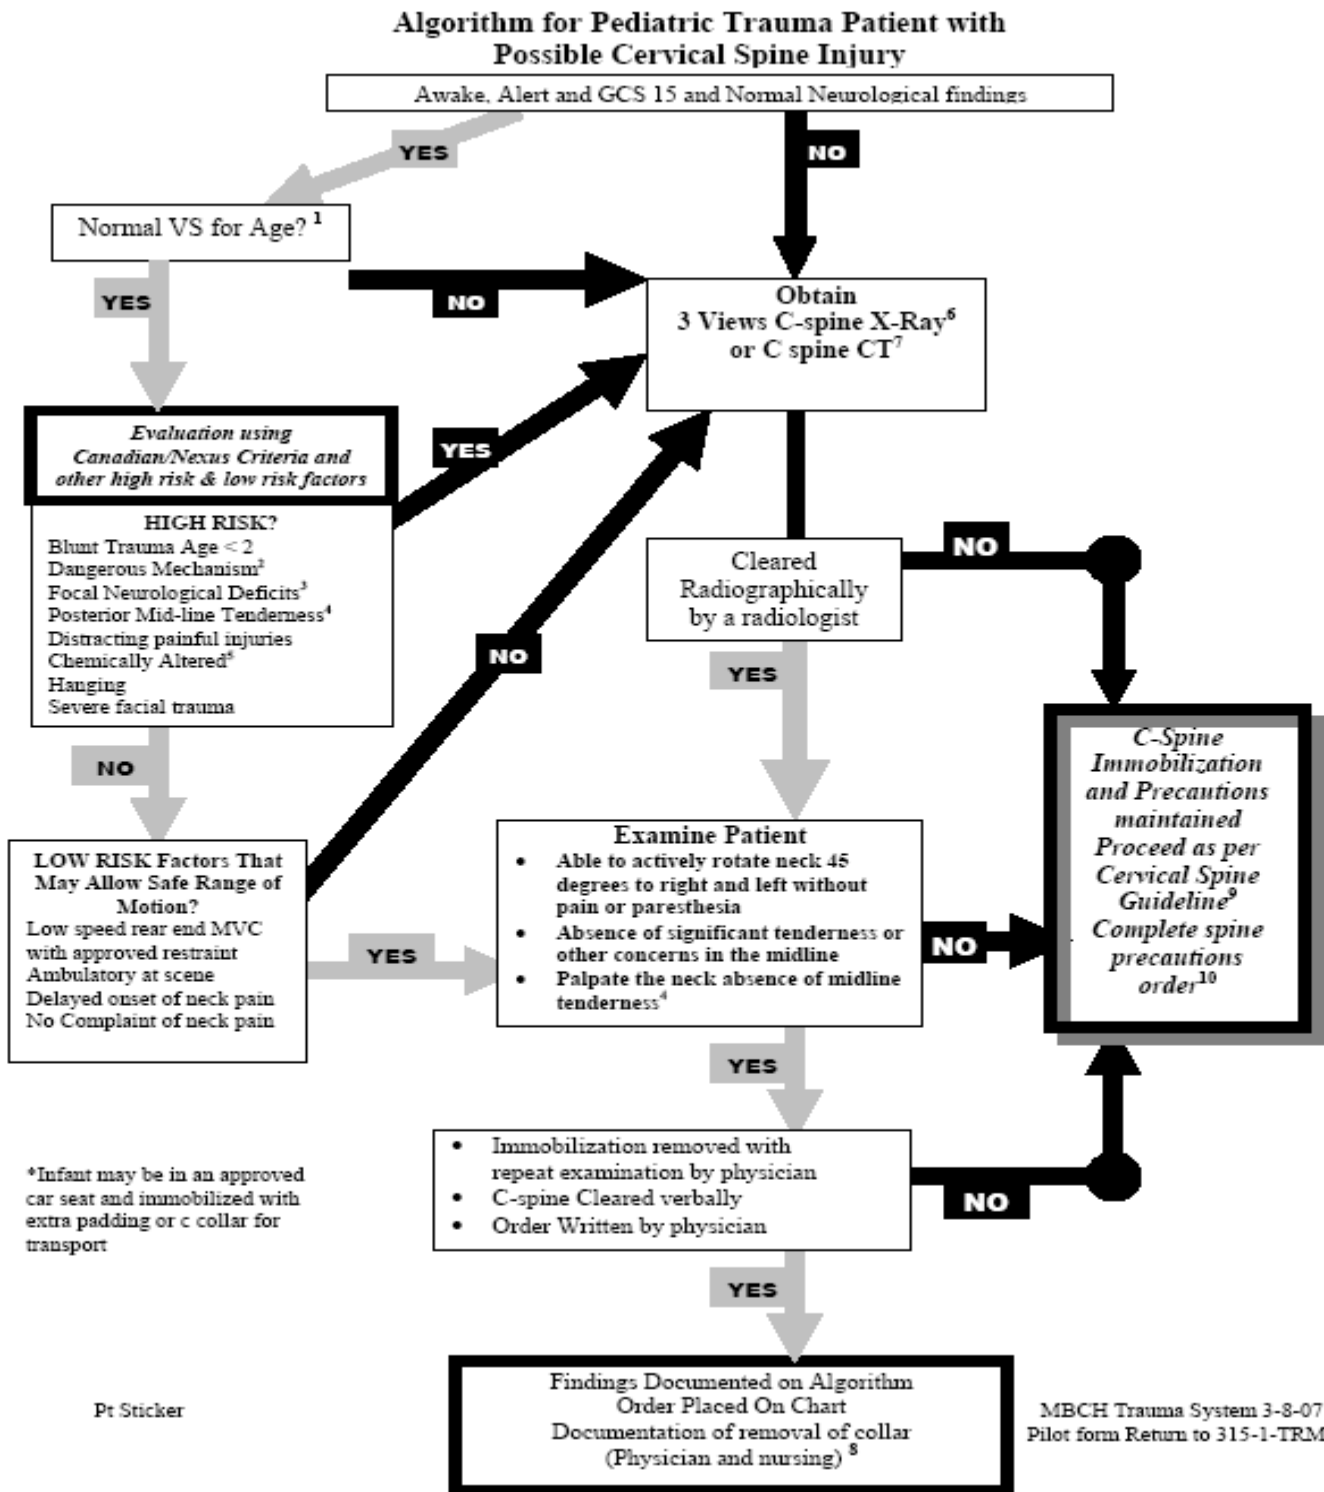 Algorithm for Pediatric Trauma Patient with
Possible Cervical Spine Injury
Awake, Alert and GCS 15 and Normal Neurological findings
YES
NO
Normal VS for Age? 1
YES
NO
Obtain
3 Views C-spine X-Ray6
or C spine CT7
Evaluation using
Canadian/Nexus Criteria and
other high risk & low risk factors
YES
HIGH RISK?
Blunt Trauma Age < 2
Dangerous Mechanism2
Focal Neurological Deficits3
Posterior Mid-line Tenderness4
Distracting painful injuries
Chemically Altered5
Hanging
Severe facial trauma
NO
Cleared
Radiographically
by a radiologist
NO
YES
NO
LOW RISK Factors That
May Allow Safe Range of
Motion?
Low speed rear end MVC
with approved restraint
Ambulatory at scene
Delayed onset of neck pain
No Complaint of neck pain
YES
Examine Patient
• Able to actively rotate neck 45
degrees to right and left without
pain or paresthesia
• Absence of significant tenderness or
other concerns in the midline
• Palpate the neck absence of midline
tenderness4
NO
C-Spine
Immobilization
and Precautions
maintained
Proceed as per
Cervical Spine
Guideline9
Complete spine
precautions
order10
YES
• Immobilization removed with
repeat examination by physician
• C-spine Cleared verbally
• Order Written by physician
NO
*Infant may be in an approved
car seat and immobilized with
extra padding or c collar for
transport
YES
Findings Documented on Algorithm
Order Placed On Chart
Documentation of removal of collar
(Physician and nursing) 8
Pt Sticker
MBCH Trauma System 3-8-07
Pilot form Return to 315-1-TRM